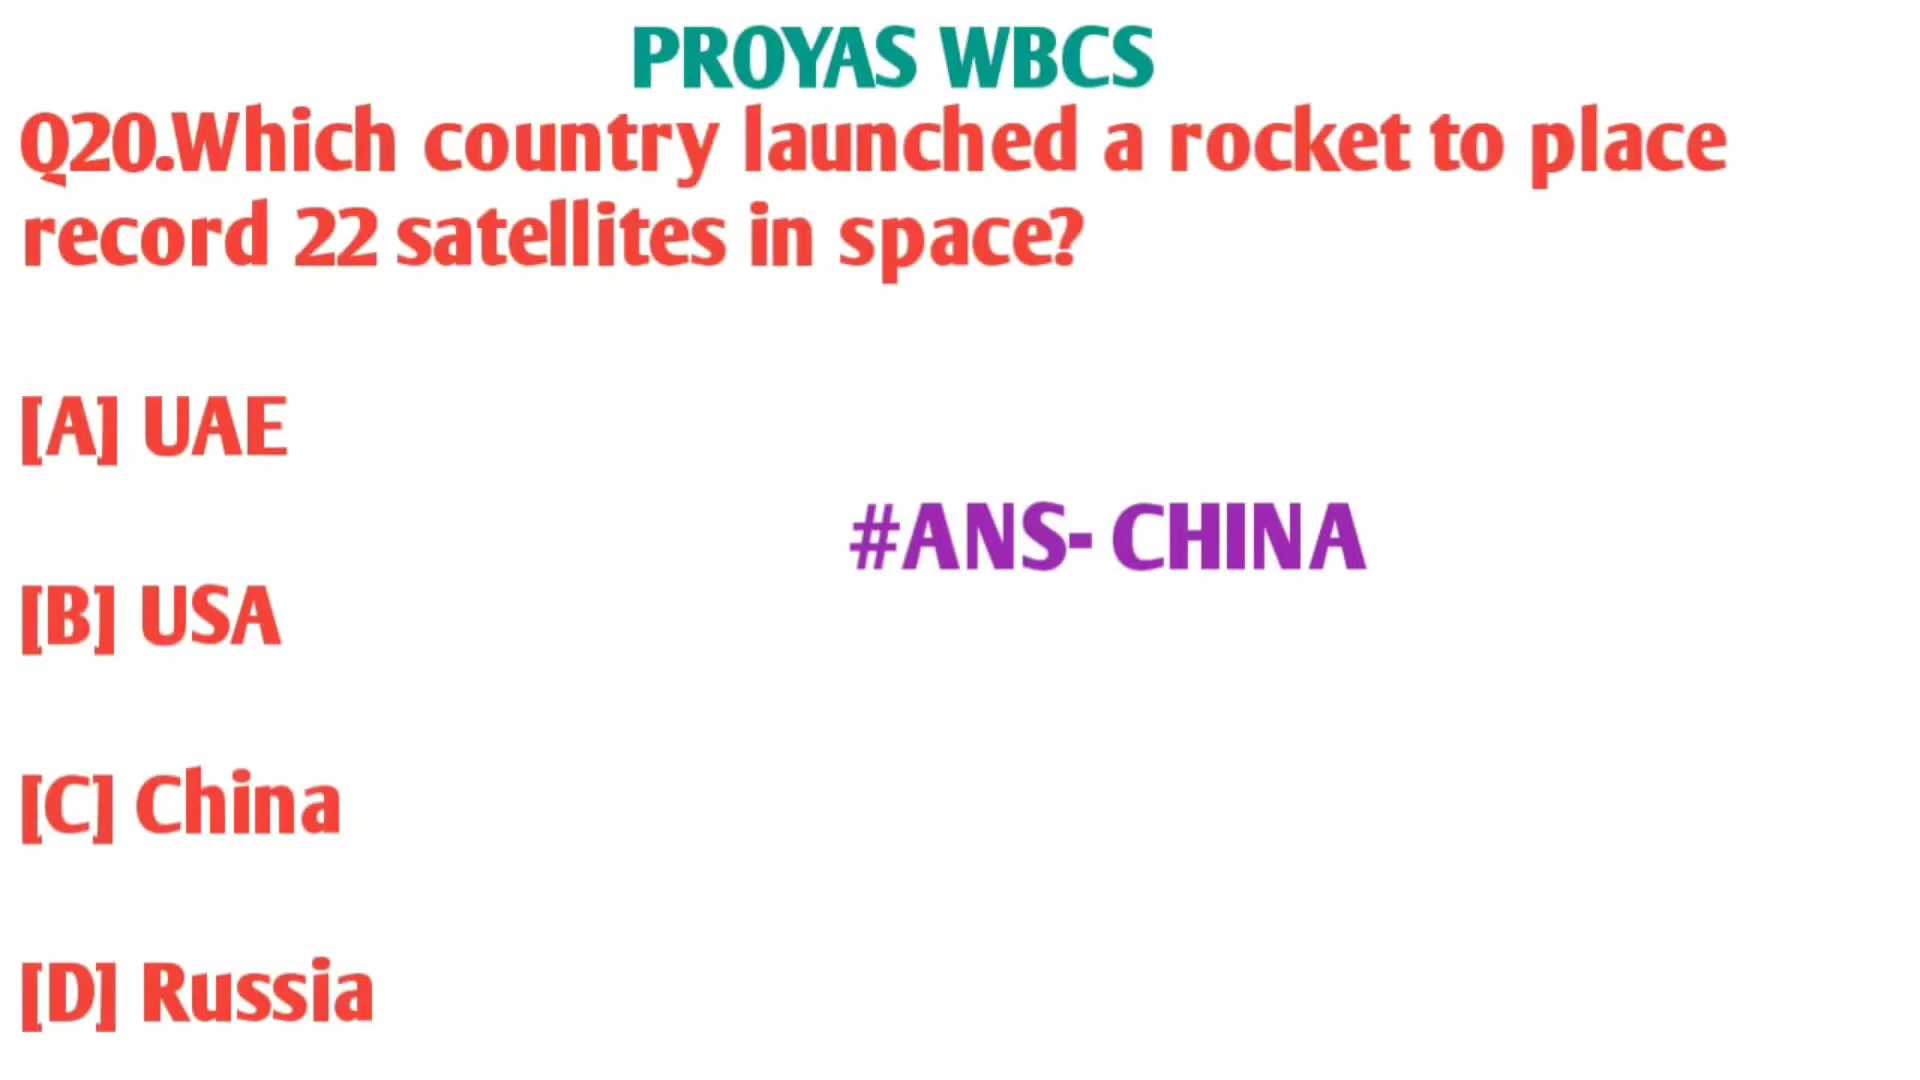 PROYAS WBCS
Q20.Which country launched a rocket to place
record 22 satellites in space?
[A] UAE
#ANS- CHINA
[B] USA
[C] China
[D] Russia